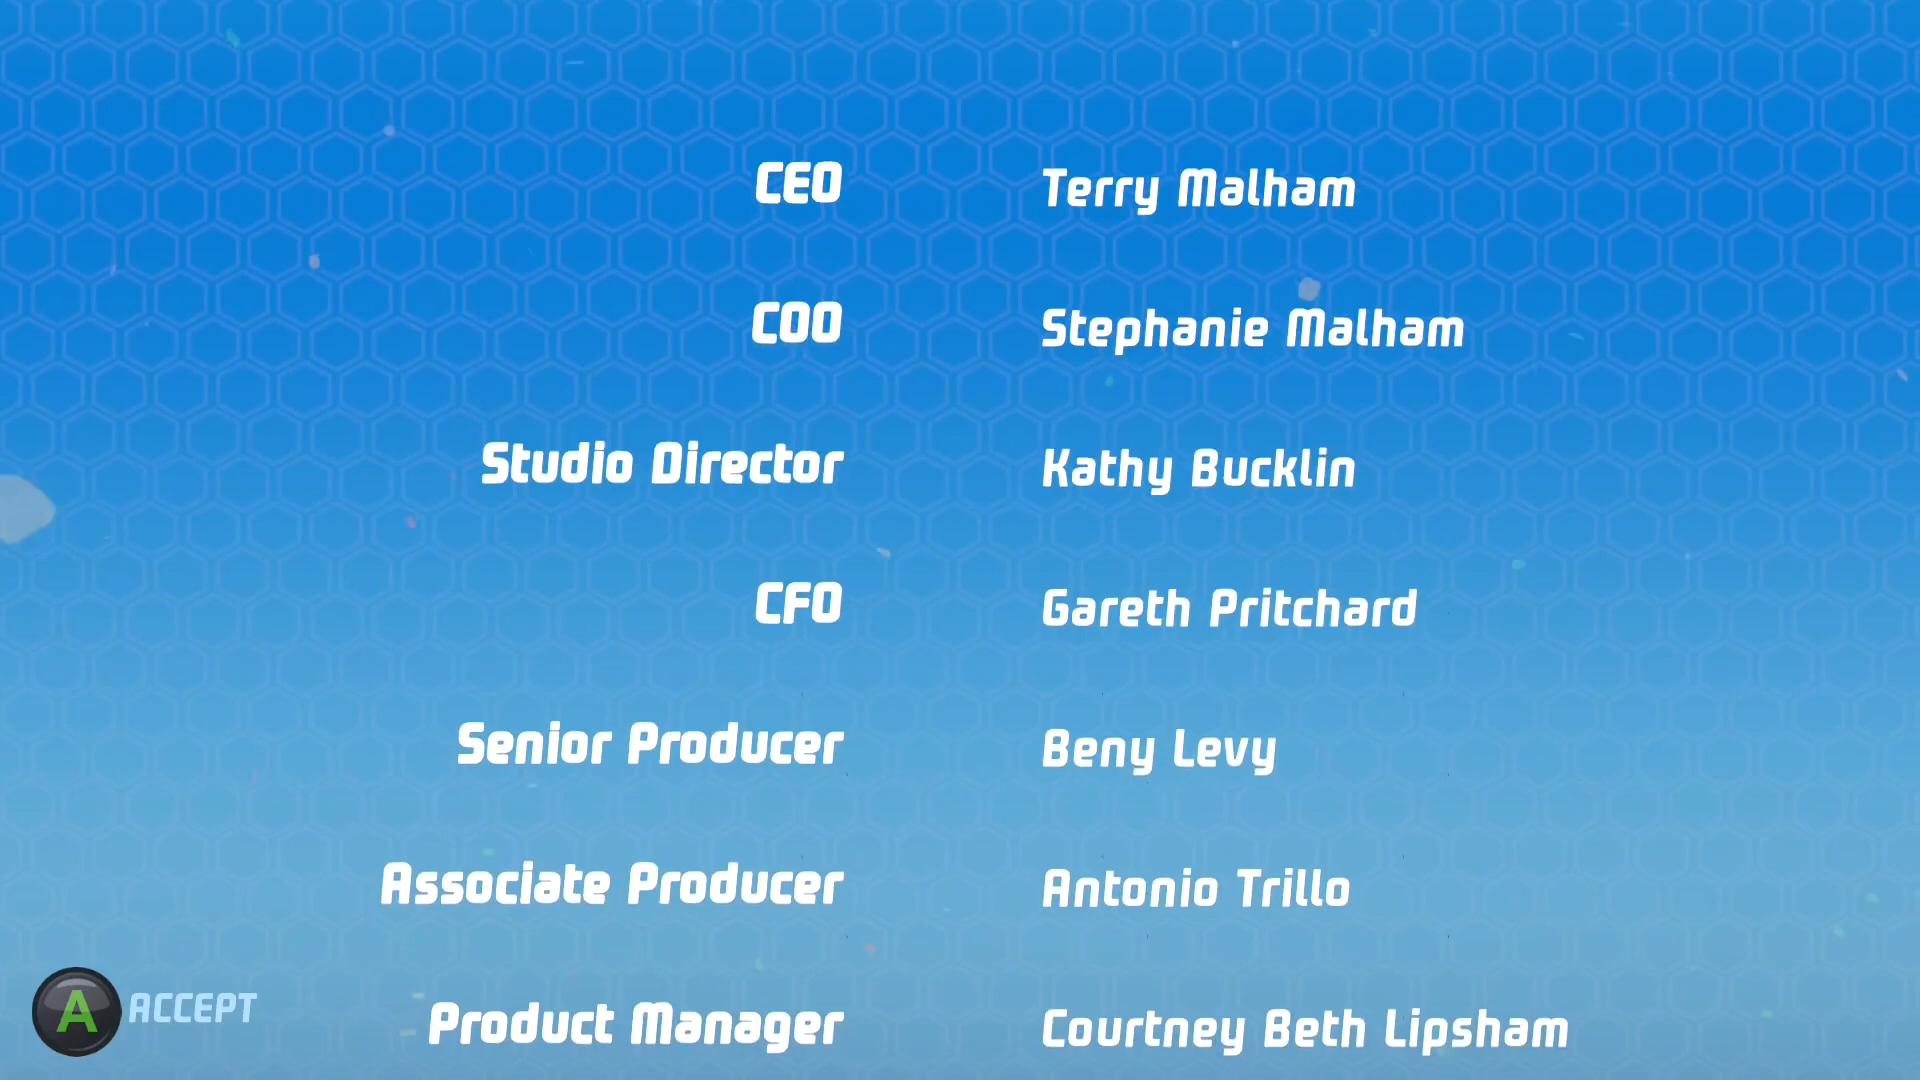 CEO Terry Malham
COO Stephanie Malham
Studio Director Kathy Bucklin
CFO Gareth Pritchard
Senior Producer Beny Levy
Associate Producer Antonio Trillo
Product Manager Courtney Beth Lipsham
A ACCEPT